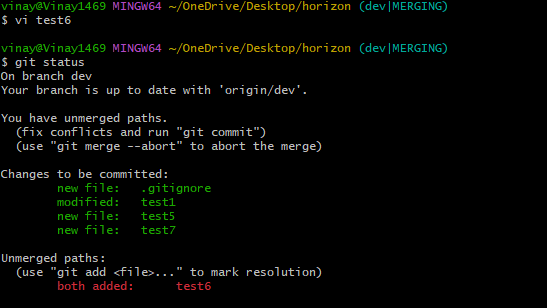 vinay@Vinay1469 MINGW64 ~/OneDrive/Desktop/horizon (dev|MERGING)
$ vi test6
vinay@Vinay1469 MINGW64 ~/OneDrive/Desktop/horizon (dev|MERGING)
$ git status
On branch dev
Your branch is up to date with 'origin/dev'.
You have unmerged paths.
(fix conflicts and run "git commit")
(use "git merge --abort" to abort the merge)
Changes to be committed:
new file: .gitignore
modified: test1
new file: test5
new file: test7
Unmerged paths:
(use "git add <file>..." to mark resolution)
both added: test6